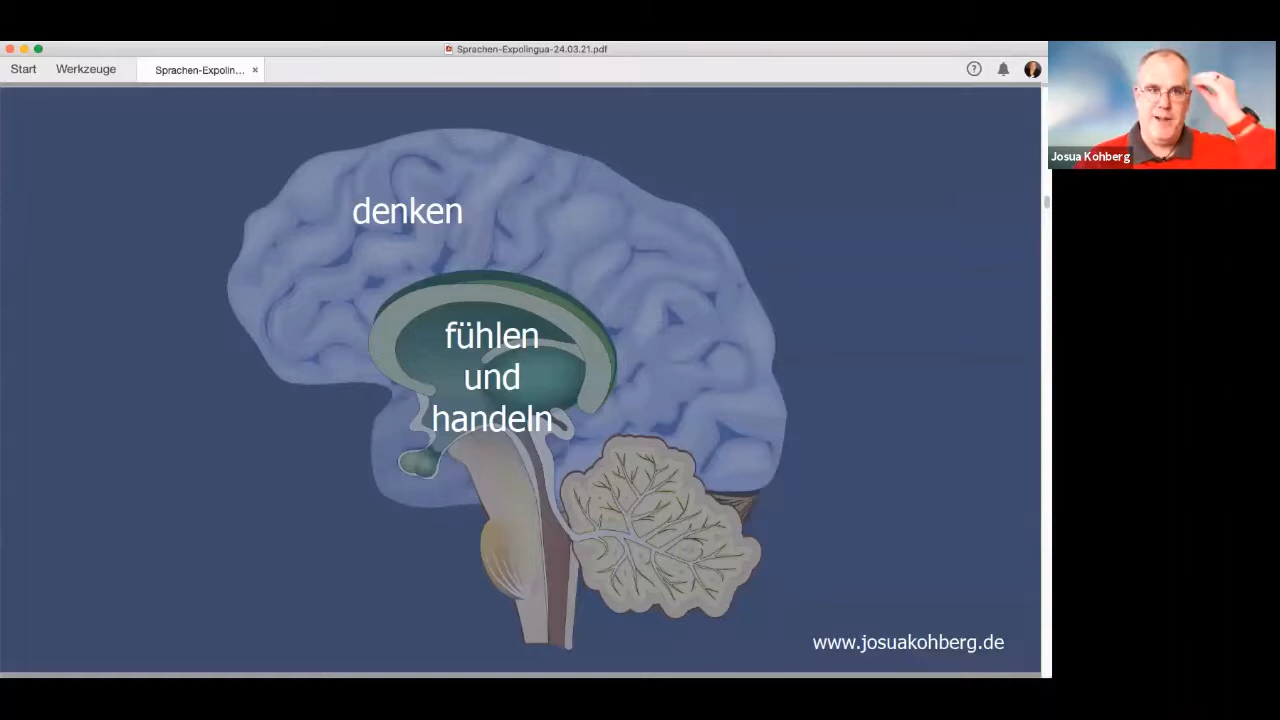 Sprachen-Expolingua-24.03.21.pdf
Start Werkzeuge Sprachen-Expolin... ×
?
Josua Kohberg
denken
fühlen
und
handeln
www.josuakohberg.de